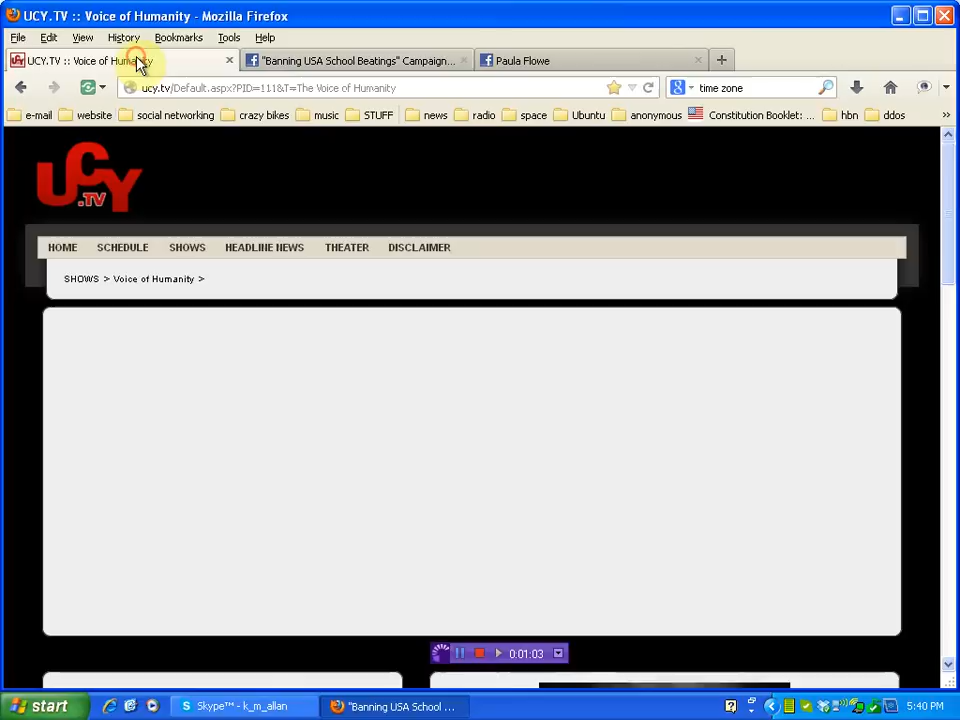 UCY.TV :: Voice of Humanity - Mozilla Firefox
File Edit View History Bookmarks Tools Help
UCY.TV :: Voice of Humanity "Banning USA School Beatings" Campaign... Paula Flowe
ucy.tv/Default.aspx?PID=111&T=The Voice of Humanity time zone
e-mail website social networking crazy bikes music STUFF news radio space Ubuntu anonymous Constitution Booklet: ... hbn ddos
UCY
.TV
HOME SCHEDULE SHOWS HEADLINE NEWS THEATER DISCLAIMER
SHOWS > Voice of Humanity >
0:01:03
start Skype™ - k_m_allan "Banning USA School ... 5:40 PM